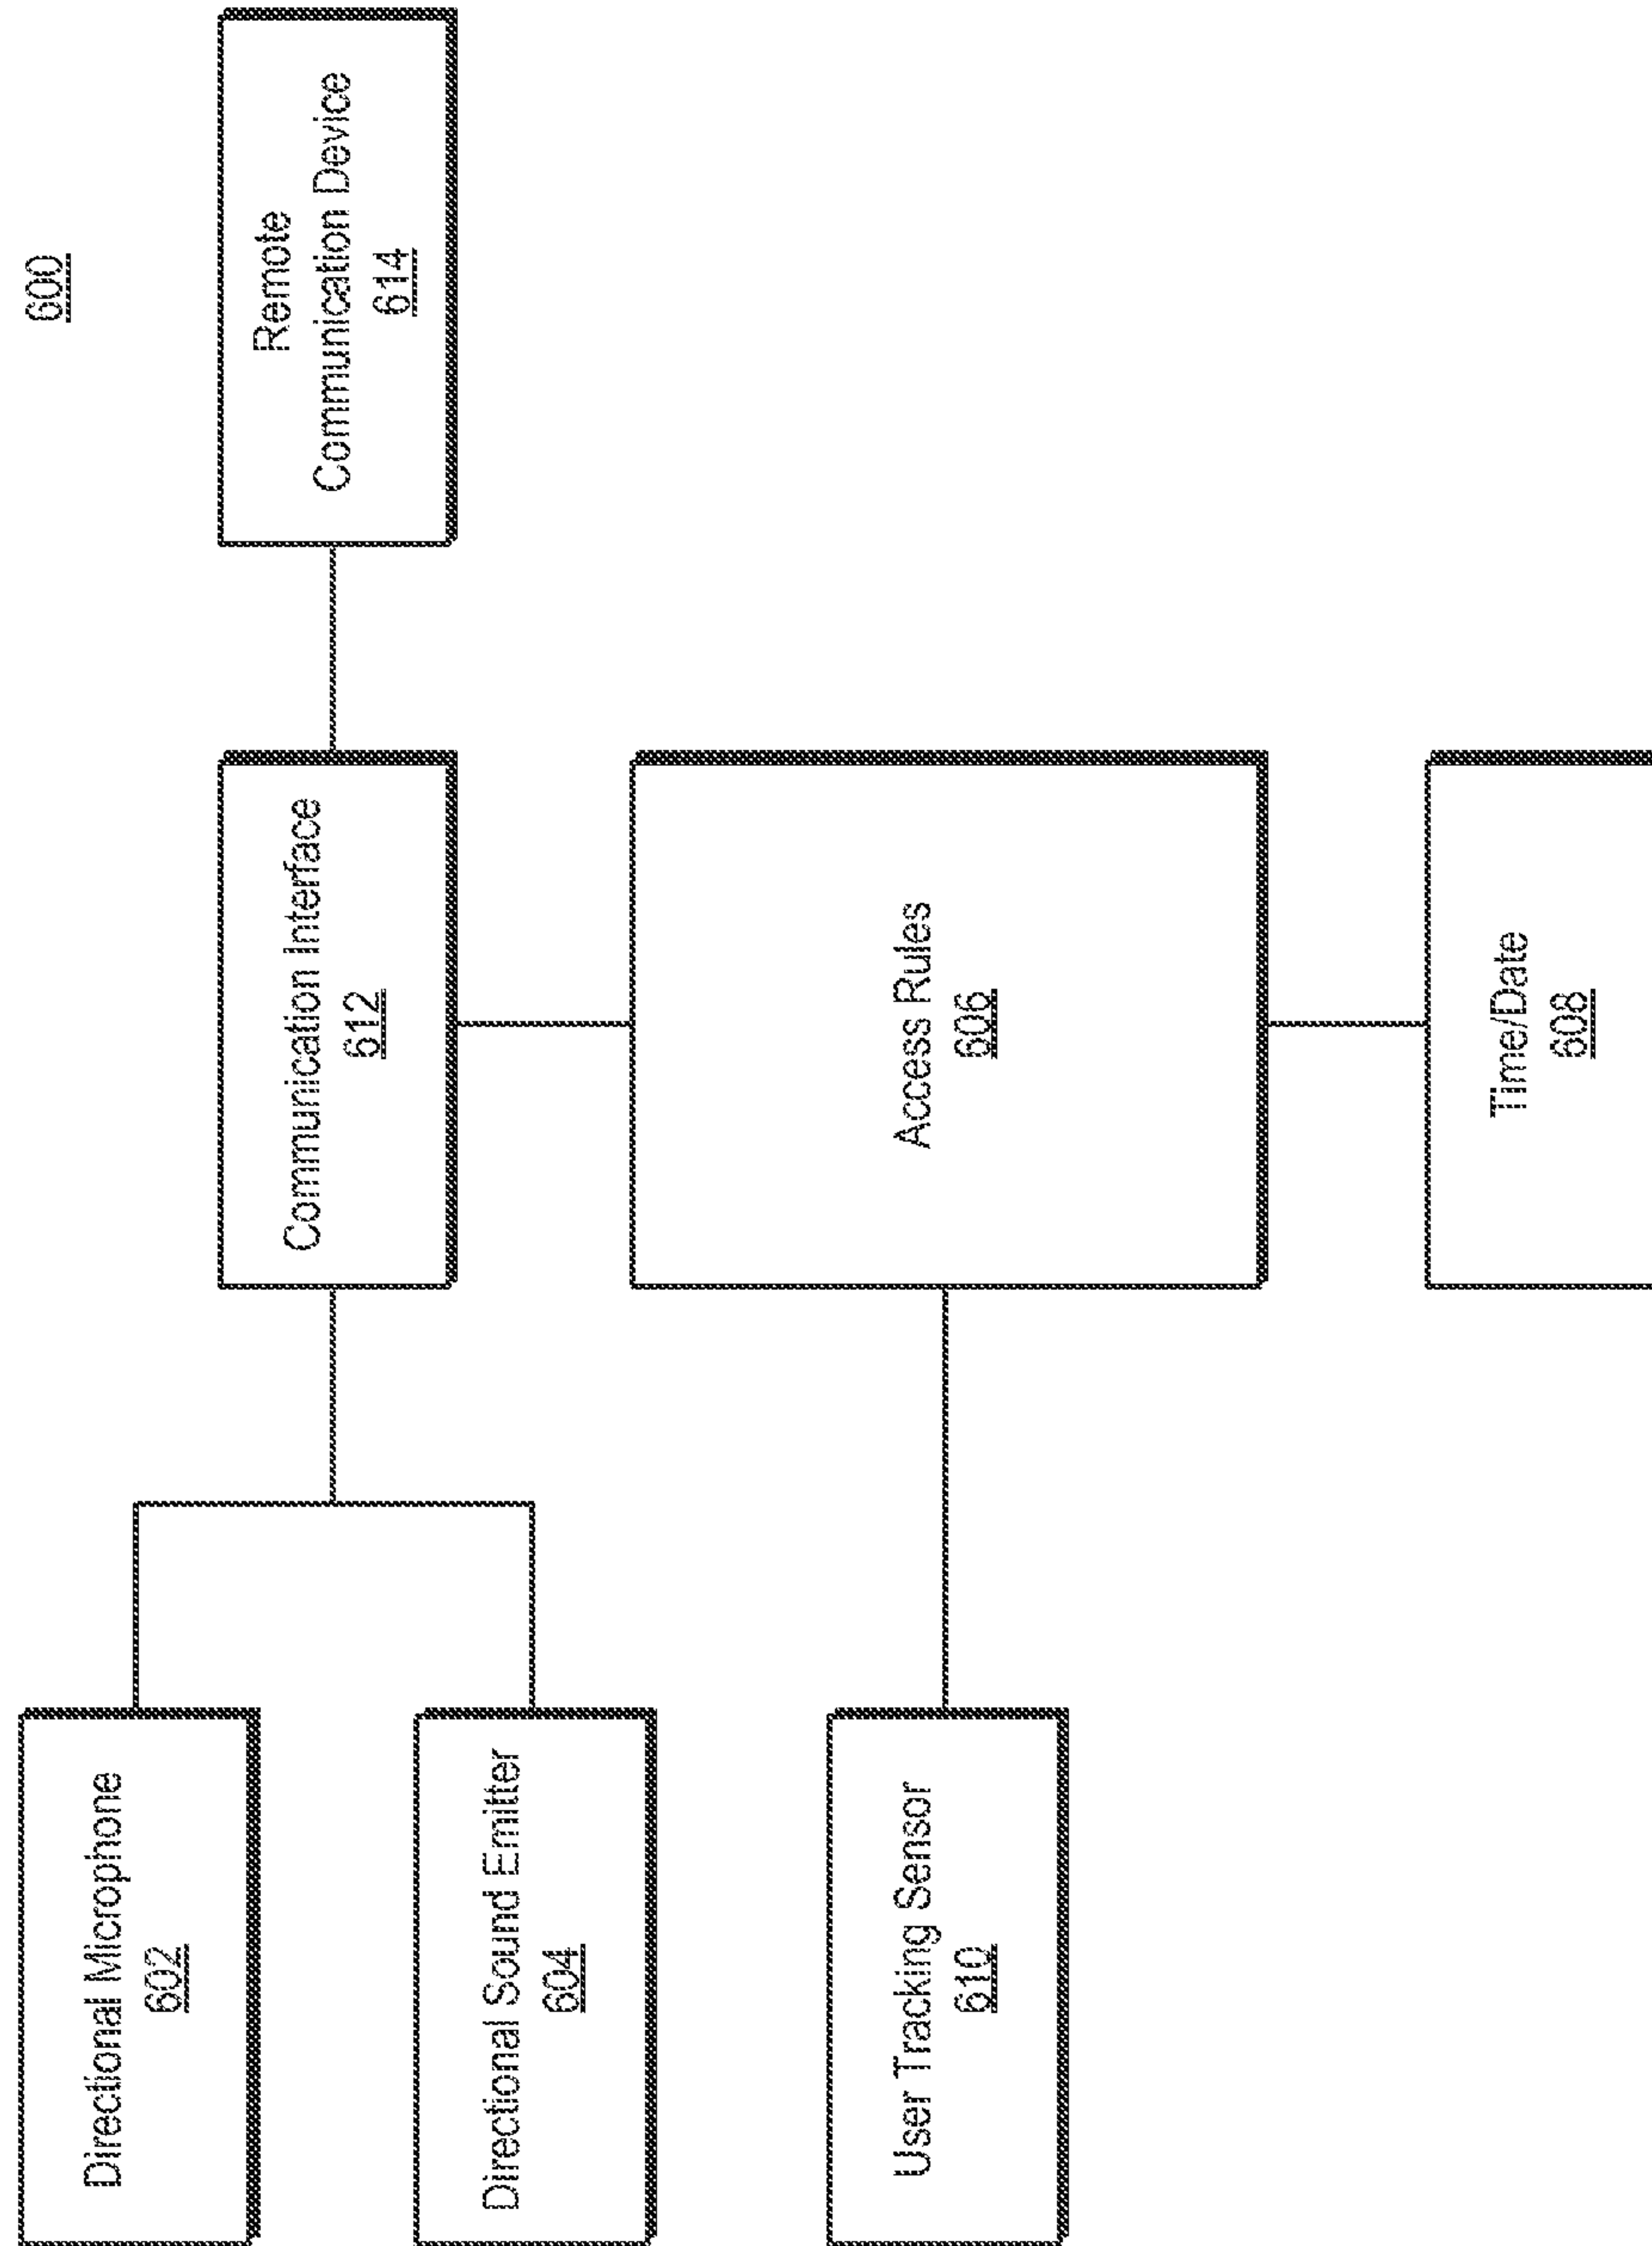 600
Directional Microphone
602
Directional Sound Emitter
604
User Tracking Sensor
610
Communication Interface
612
Access Rules
606
Time/Date
608
Remote
Communication Device
614